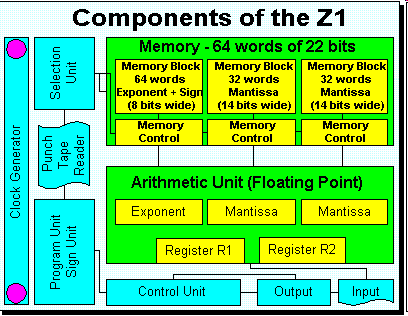 Components of the Z1
Clock Generator
Selection
Unit
Punch
Tape
Reader
Program Unit
Sign Unit
Memory - 64 words of 22 bits
Memory Block
64 words
Exponent + Sign
(8 bits wide)
Memory Block
32 words
Mantissa
(14 bits wide)
Memory Block
32 words
Mantissa
(14 bits wide)
Memory
Control
Memory
Control
Memory
Control
Arithmetic Unit (Floating Point)
Exponent
Mantissa
Mantissa
Register R1
Register R2
Control Unit
Output
Input